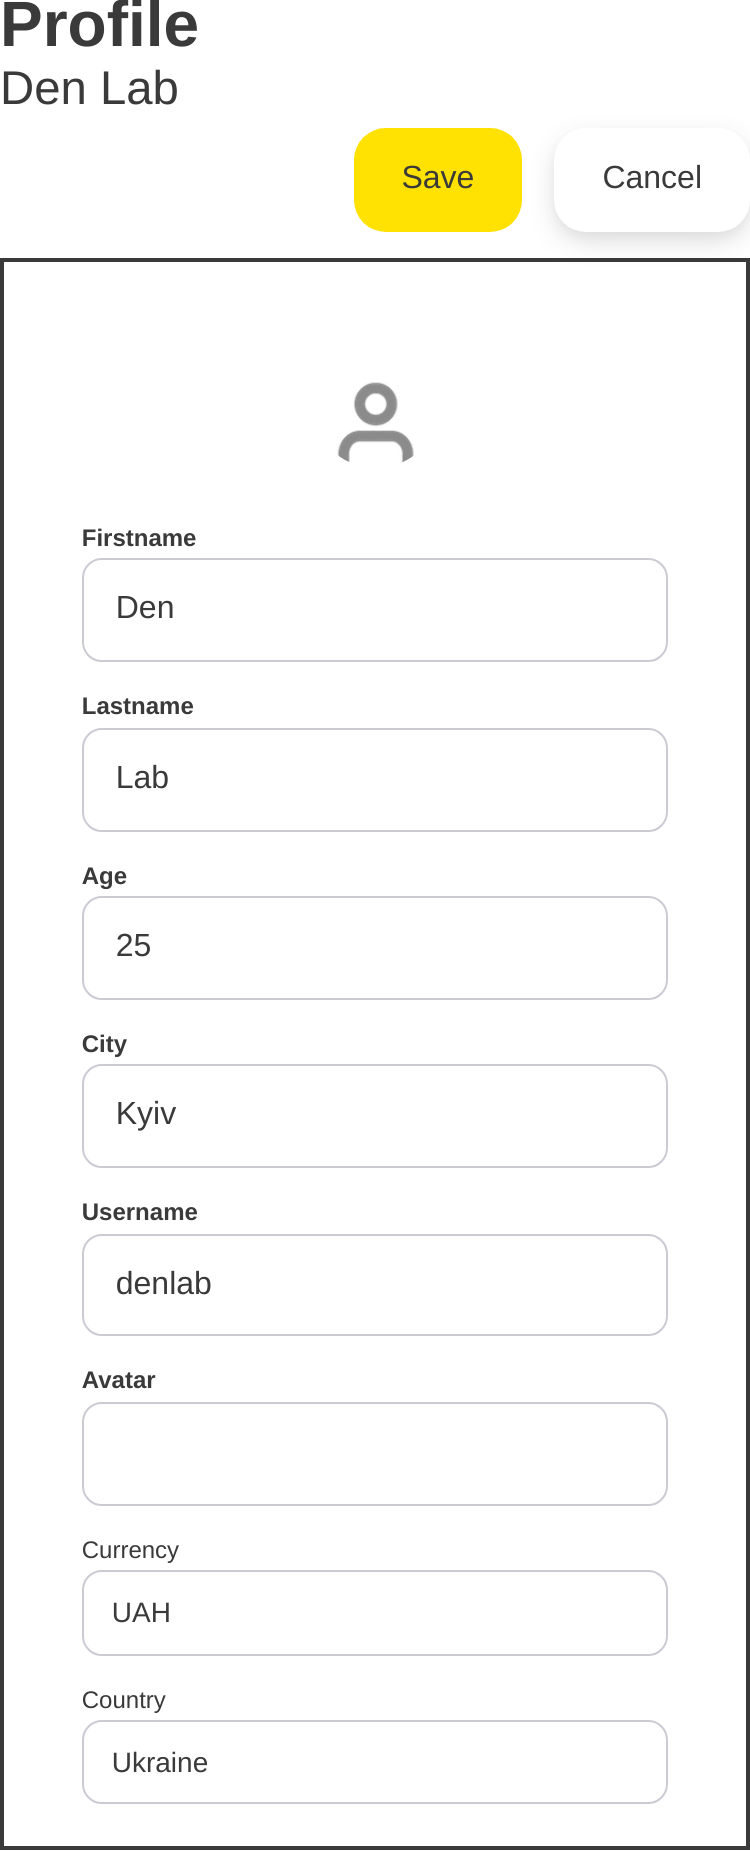 Profile
Den Lab
Save
Cancel
Firstname
Den
Lastname
Lab
Age
25
City
Kyiv
Username
denlab
Avatar
Currency
UAH
Country
Ukraine